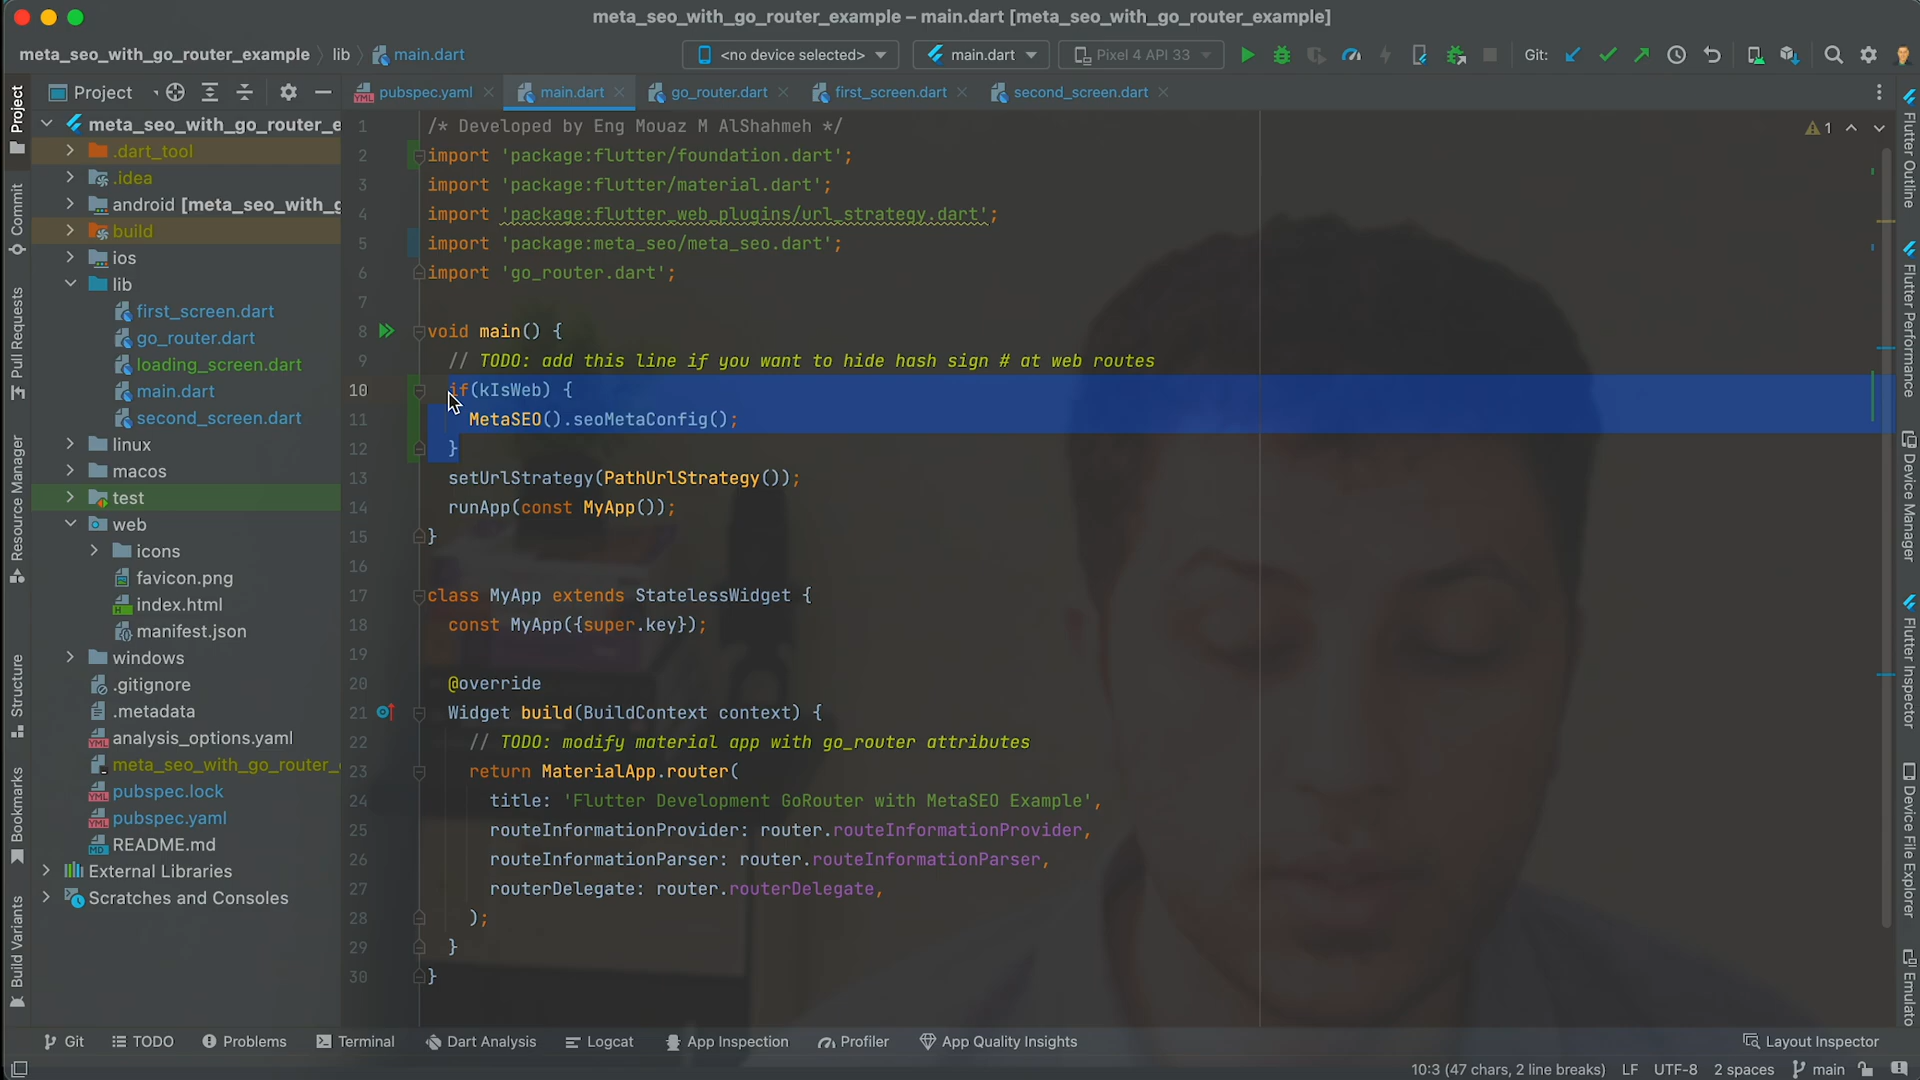 meta_seo_with_go_router_example – main.dart [meta_seo_with_go_router_example]
meta_seo_with_go_router_example lib main.dart
<no device selected> main.dart Pixel 4 API 33 Git:
Project
pubspec.yaml main.dart go_router.dart first_screen.dart second_screen.dart
Project
Commit
Pull Requests
Resource Manager
Structure
Bookmarks
Build Variants
meta_seo_with_go_router_e
.dart_tool
.idea
android [meta_seo_with_g
build
ios
lib
first_screen.dart
go_router.dart
loading_screen.dart
main.dart
second_screen.dart
linux
macos
test
web
icons
favicon.png
index.html
manifest.json
windows
.gitignore
.metadata
analysis_options.yaml
meta_seo_with_go_router_
pubspec.lock
pubspec.yaml
README.md
External Libraries
Scratches and Consoles
1 /* Developed by Eng Mouaz M AlShahmeh */
2 import 'package:flutter/foundation.dart';
3 import 'package:flutter/material.dart';
4 import 'package:flutter_web_plugins/url_strategy.dart';
5 import 'package:meta_seo/meta_seo.dart';
6 import 'go_router.dart';
7
8 void main() {
9 // TODO: add this line if you want to hide hash sign # at web routes
10 if(kIsWeb) {
11 MetaSEO().seoMetaConfig();
12 }
13 setUrlStrategy(PathUrlStrategy());
14 runApp(const MyApp());
15 }
16
17 class MyApp extends StatelessWidget {
18 const MyApp({super.key});
19
20 @override
21 Widget build(BuildContext context) {
22 // TODO: modify material app with go_router attributes
23 return MaterialApp.router(
24 title: 'Flutter Development GoRouter with MetaSEO Example',
25 routeInformationProvider: router.routeInformationProvider,
26 routeInformationParser: router.routeInformationParser,
27 routerDelegate: router.routerDelegate,
28 );
29 }
30 }
1
Flutter Outline
Flutter Performance
Device Manager
Flutter Inspector
Device File Explorer
Emulato
Git TODO Problems Terminal Dart Analysis Logcat App Inspection Profiler App Quality Insights Layout Inspector
10:3 (47 chars, 2 line breaks) LF UTF-8 2 spaces main